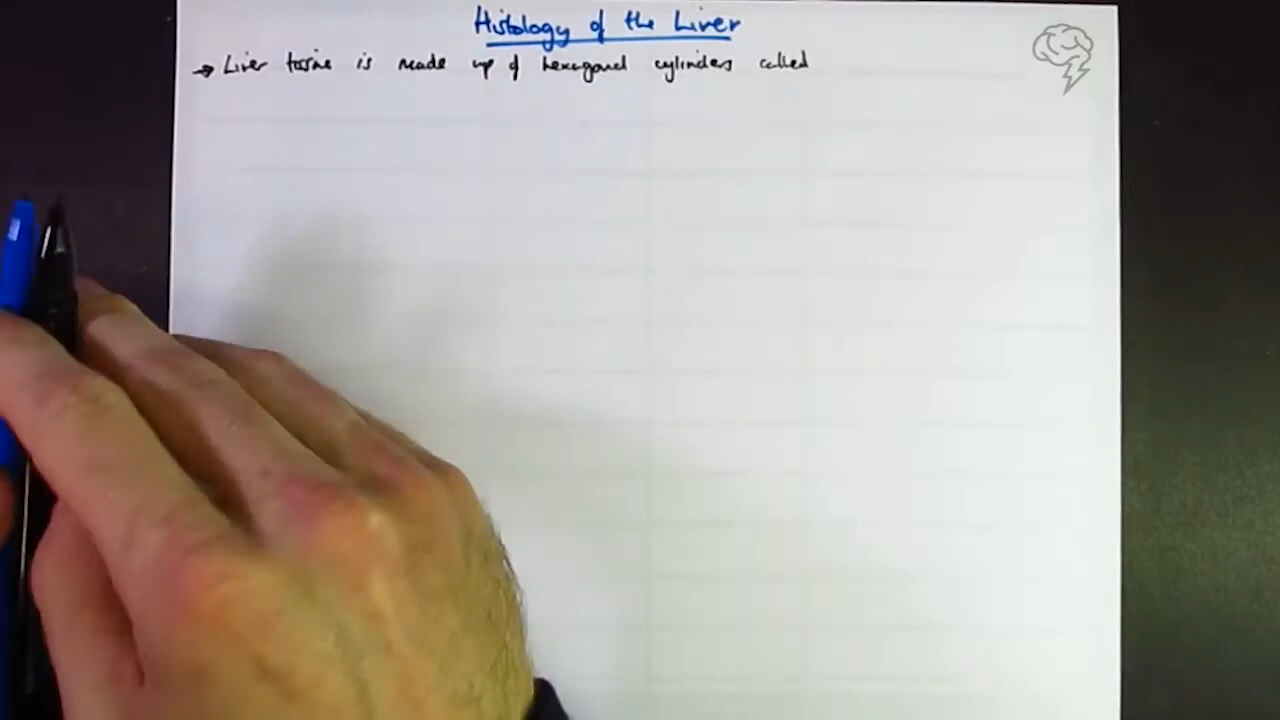 Histology of the Liver
→ Liver tissue is made up of hexagonal cylinders called